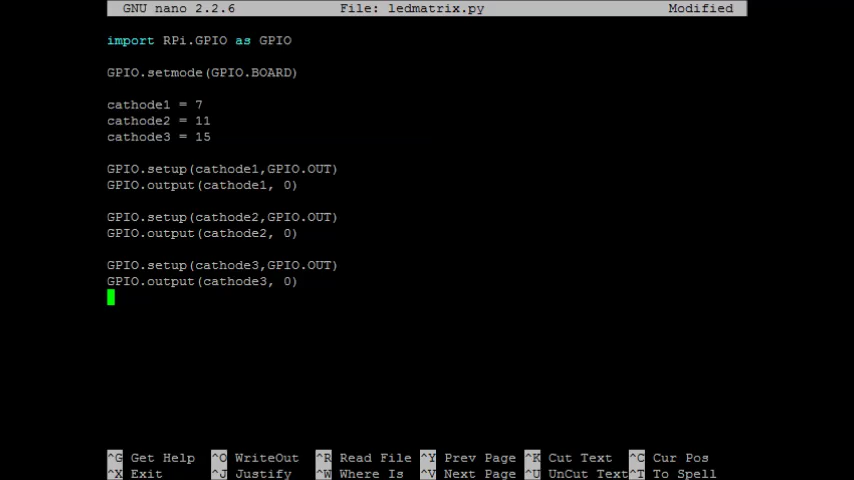 GNU nano 2.2.6 File: ledmatrix.py Modified
import RPi.GPIO as GPIO
GPIO.setmode(GPIO.BOARD)
cathode1 = 7
cathode2 = 11
cathode3 = 15
GPIO.setup(cathode1,GPIO.OUT)
GPIO.output(cathode1, 0)
GPIO.setup(cathode2,GPIO.OUT)
GPIO.output(cathode2, 0)
GPIO.setup(cathode3,GPIO.OUT)
GPIO.output(cathode3, 0)
^G Get Help ^O WriteOut ^R Read File ^Y Prev Page ^K Cut Text ^C Cur Pos
^X Exit ^J Justify ^W Where Is ^V Next Page ^U UnCut Text ^T To Spell